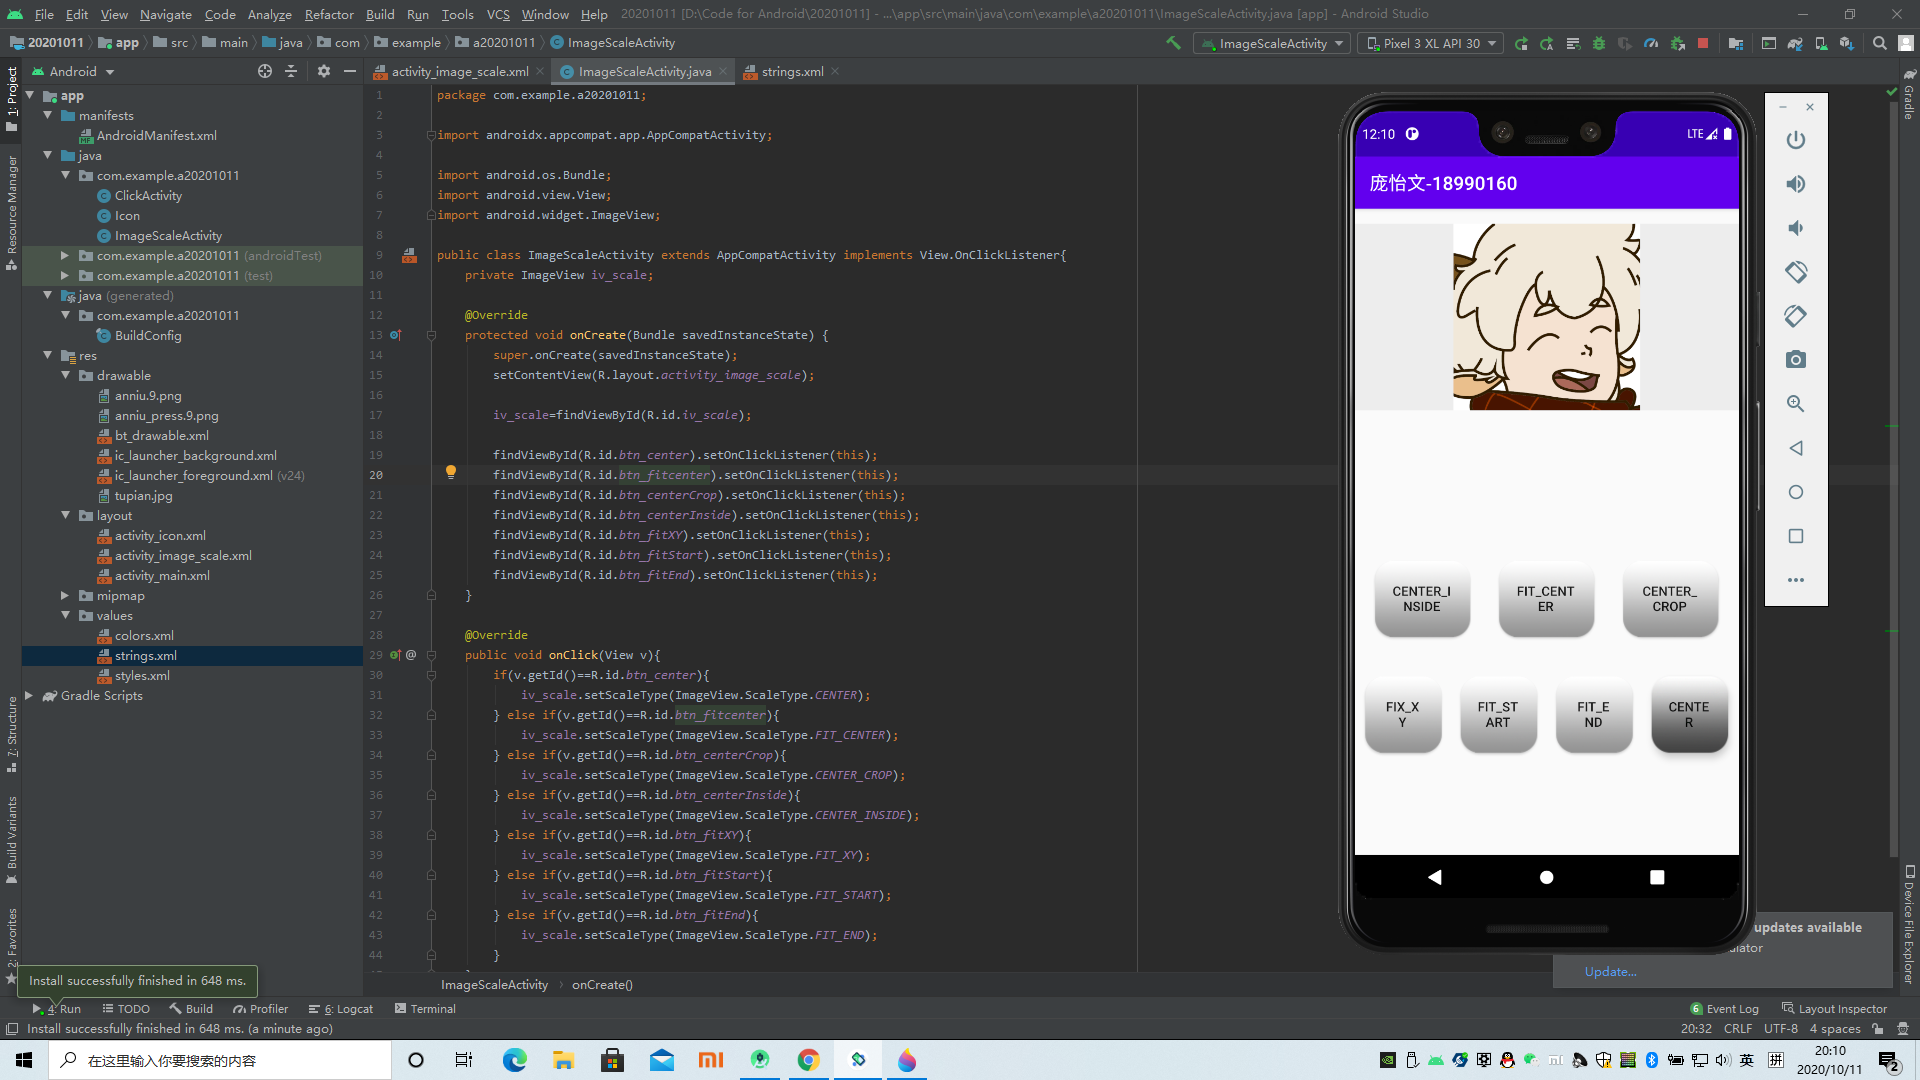 File Edit View Navigate Code Analyze Refactor Build Run Tools VCS Window Help 20201011 [D:\Code for Android\20201011] - ...\app\src\main\java\com\example\a20201011\ImageScaleActivity.java [app] - Android Studio
20201011 app src main java com example a20201011 ImageScaleActivity
ImageScaleActivity Pixel 3 XL API 30
Android
activity_image_scale.xml ImageScaleActivity.java strings.xml
1: Project
Resource Manager
7: Structure
Build Variants
2: Favorites
app
manifests
AndroidManifest.xml
java
com.example.a20201011
ClickActivity
Icon
ImageScaleActivity
com.example.a20201011 (androidTest)
com.example.a20201011 (test)
java (generated)
com.example.a20201011
BuildConfig
res
drawable
anniu.9.png
anniu_press.9.png
bt_drawable.xml
ic_launcher_background.xml
ic_launcher_foreground.xml (v24)
tupian.jpg
layout
activity_icon.xml
activity_image_scale.xml
activity_main.xml
mipmap
values
colors.xml
strings.xml
styles.xml
Gradle Scripts
1 package com.example.a20201011;
2
3 import androidx.appcompat.app.AppCompatActivity;
4
5 import android.os.Bundle;
6 import android.view.View;
7 import android.widget.ImageView;
8
9 public class ImageScaleActivity extends AppCompatActivity implements View.OnClickListener{
10 private ImageView iv_scale;
11
12 @Override
13 protected void onCreate(Bundle savedInstanceState) {
14 super.onCreate(savedInstanceState);
15 setContentView(R.layout.activity_image_scale);
16
17 iv_scale=findViewById(R.id.iv_scale);
18
19 findViewById(R.id.btn_center).setOnClickListener(this);
20 findViewById(R.id.btn_fitcenter).setOnClickListener(this);
21 findViewById(R.id.btn_centerCrop).setOnClickListener(this);
22 findViewById(R.id.btn_centerInside).setOnClickListener(this);
23 findViewById(R.id.btn_fitXY).setOnClickListener(this);
24 findViewById(R.id.btn_fitStart).setOnClickListener(this);
25 findViewById(R.id.btn_fitEnd).setOnClickListener(this);
26 }
27
28 @Override
29 @ public void onClick(View v){
30 if(v.getId()==R.id.btn_center){
31 iv_scale.setScaleType(ImageView.ScaleType.CENTER);
32 } else if(v.getId()==R.id.btn_fitcenter){
33 iv_scale.setScaleType(ImageView.ScaleType.FIT_CENTER);
34 } else if(v.getId()==R.id.btn_centerCrop){
35 iv_scale.setScaleType(ImageView.ScaleType.CENTER_CROP);
36 } else if(v.getId()==R.id.btn_centerInside){
37 iv_scale.setScaleType(ImageView.ScaleType.CENTER_INSIDE);
38 } else if(v.getId()==R.id.btn_fitXY){
39 iv_scale.setScaleType(ImageView.ScaleType.FIT_XY);
40 } else if(v.getId()==R.id.btn_fitStart){
41 iv_scale.setScaleType(ImageView.ScaleType.FIT_START);
42 } else if(v.getId()==R.id.btn_fitEnd){
43 iv_scale.setScaleType(ImageView.ScaleType.FIT_END);
44 }
ImageScaleActivity onCreate()
12:10 LTE
庞怡文-18990160
CENTER_I
NSIDE
FIT_CENT
ER
CENTER_
CROP
FIX_X
Y
FIT_ST
ART
FIT_E
ND
CENTE
R
Gradle
Device File Explorer
updates available
ulator
Update...
Install successfully finished in 648 ms.
4: Run TODO Build Profiler 6: Logcat Terminal 6 Event Log Layout Inspector
Install successfully finished in 648 ms. (a minute ago) 20:32 CRLF UTF-8 4 spaces
在这里输入你要搜索的内容
英 拼
20:10
2020/10/11
2